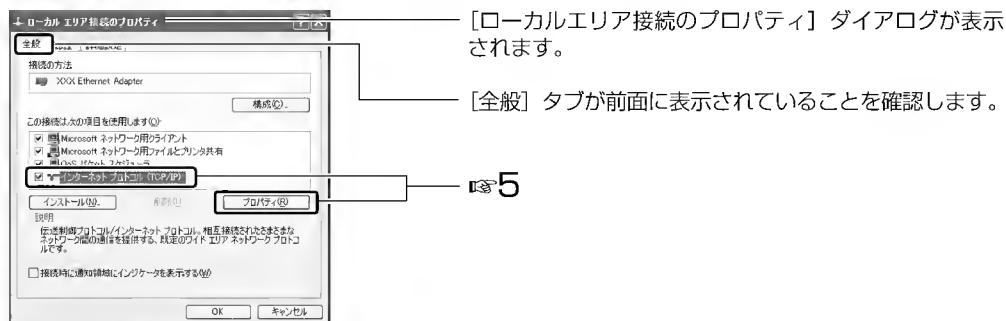 ローカル エリア接続のプロパティ
全般
接続の方法
XXX Ethernet Adapter
構成(C)...
この接続は次の項目を使用します(O):
Microsoft ネットワーク用クライアント
Microsoft ネットワーク用ファイルとプリンタ共有
QoS パケット スケジューラ
インターネット プロトコル (TCP/IP)
インストール(N)...
削除(U)
プロパティ(R)
説明
伝送制御プロトコル/インターネット プロトコル。相互接続されたさまざまな
ネットワーク間の通信を提供する、既定のワイド エリア ネットワーク プロトコ
ルです。
接続時に通知領域にインジケータを表示する(W)
OK
キャンセル
[ローカルエリア接続のプロパティ] ダイアログが表示
されます。
[全般] タブが前面に表示されていることを確認します。
☞5